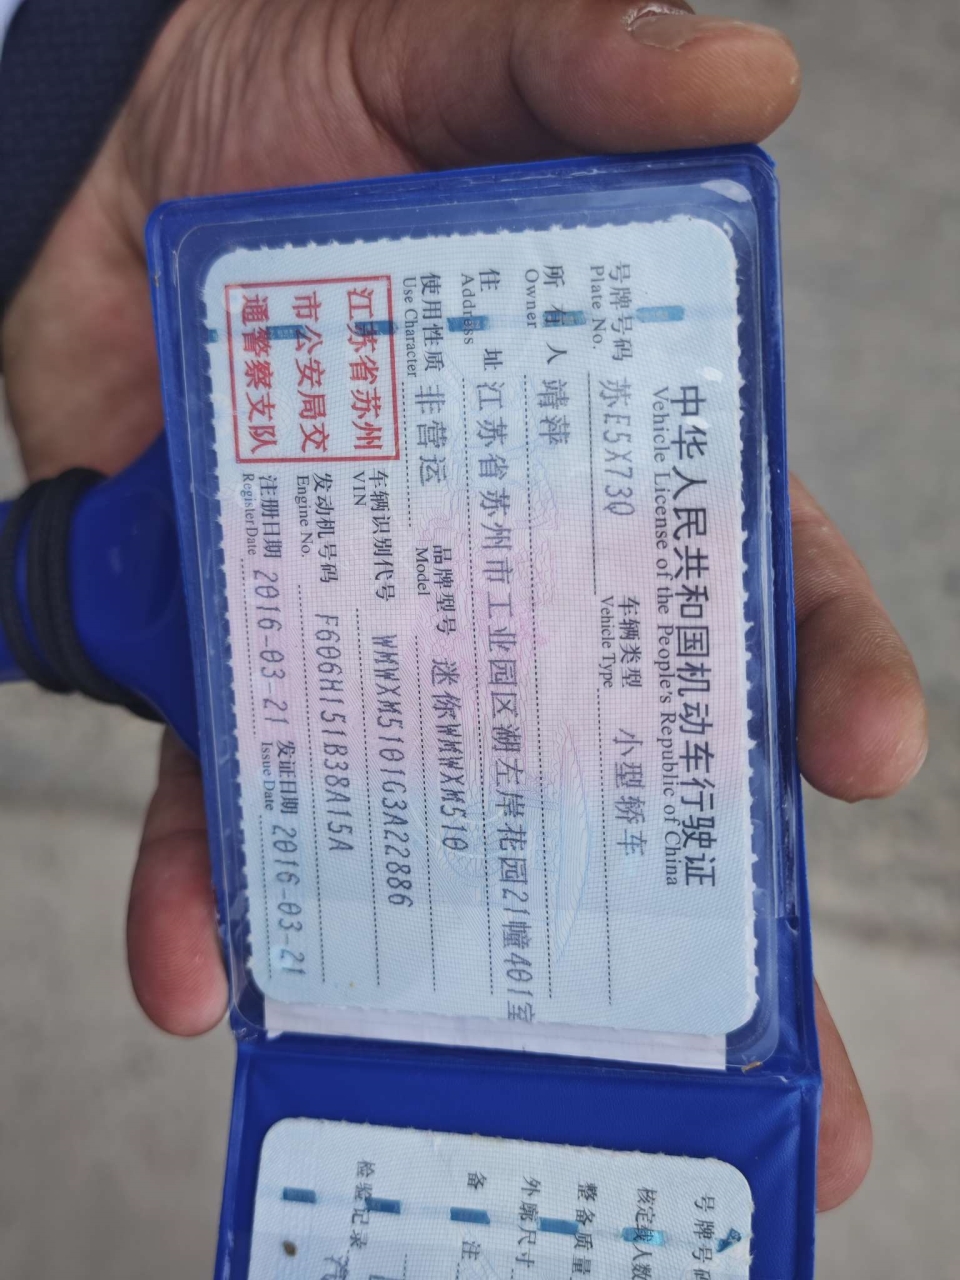 中华人民共和国机动车行驶证
Vehicle License of the People's Republic of China
号牌号码 苏E5X73Q 车辆类型 小型轿车
Plate No. Vehicle Type
所有人 靖萍
Owner
住址 江苏省苏州市工业园区湖左岸花园21幢401室
Address
使用性质 非营运 品牌型号 迷你WMWXM510
Use Character Model
江苏省苏州
市公安局交
通警察支队
车辆识别代号 WMWXM5101G3A22886
VIN
发动机号码 F606H151B38A15A
Engine No.
注册日期 2016-03-21 发证日期 2016-03-21
Register Date Issue Date
号牌号码
核定载人数
整备质量
外廓尺寸
备注
检验记录